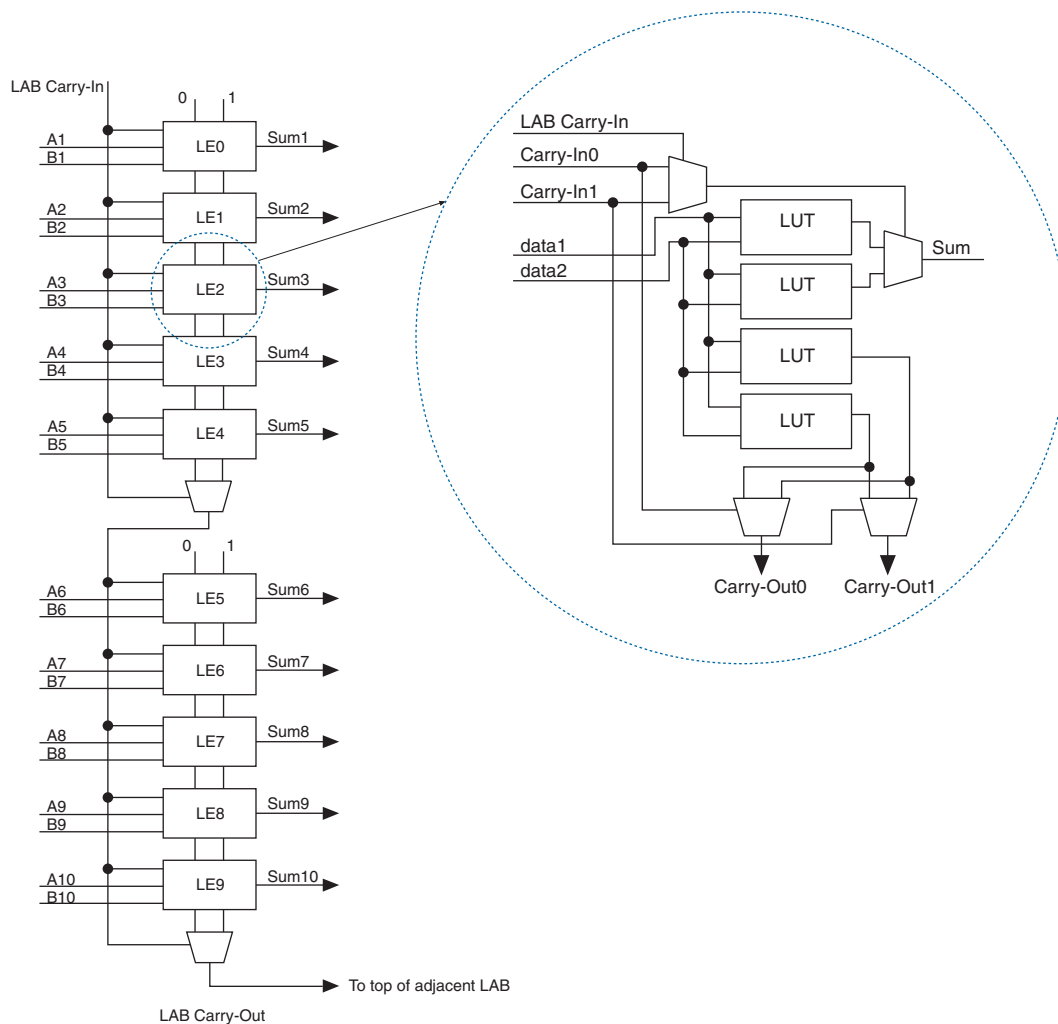 LAB Carry-In
0 1
A1
B1
LE0
Sum1
A2
B2
LE1
Sum2
A3
B3
LE2
Sum3
A4
B4
LE3
Sum4
A5
B5
LE4
Sum5
0 1
A6
B6
LE5
Sum6
A7
B7
LE6
Sum7
A8
B8
LE7
Sum8
A9
B9
LE8
Sum9
A10
B10
LE9
Sum10
To top of adjacent LAB
LAB Carry-Out
LAB Carry-In
Carry-In0
Carry-In1
data1
data2
LUT
LUT
LUT
LUT
Sum
Carry-Out0
Carry-Out1